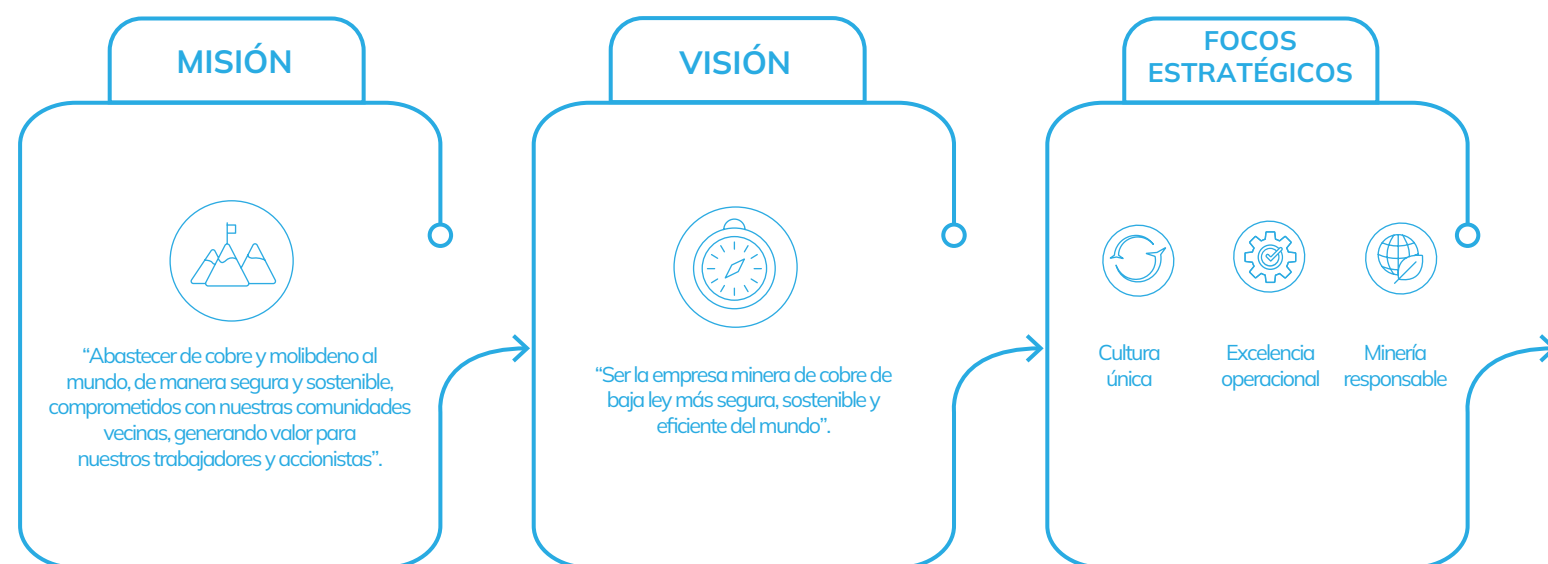 MISIÓN
“Abastecer de cobre y molibdeno al
mundo, de manera segura y sostenible,
comprometidos con nuestras comunidades
vecinas, generando valor para
nuestros trabajadores y accionistas”.
VISIÓN
“Ser la empresa minera de cobre de
baja ley más segura, sostenible y
eficiente del mundo”.
FOCOS
ESTRATÉGICOS
Cultura
única
Excelencia
operacional
Minería
responsable